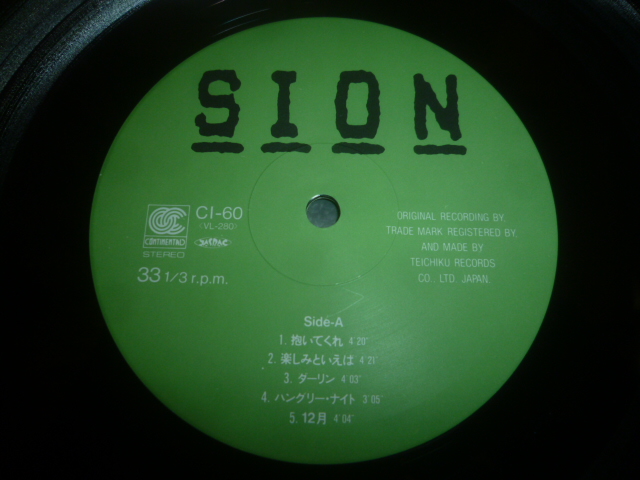 SION
CI-60
(VL-280)
CONTINENTAL
STEREO
33 1/3 r.p.m.
ORIGINAL RECORDING BY,
TRADE MARK REGISTERED BY
AND MADE BY
TEICHIKU RECORDS
CO., LTD. JAPAN.
Side-A
1. 抱いてくれ 4'20"
2. 楽しみといえば 4'21"
3. ダーリン 4'03"
4. ハングリー・ナイト 3'05"
5. 12月 4'04"